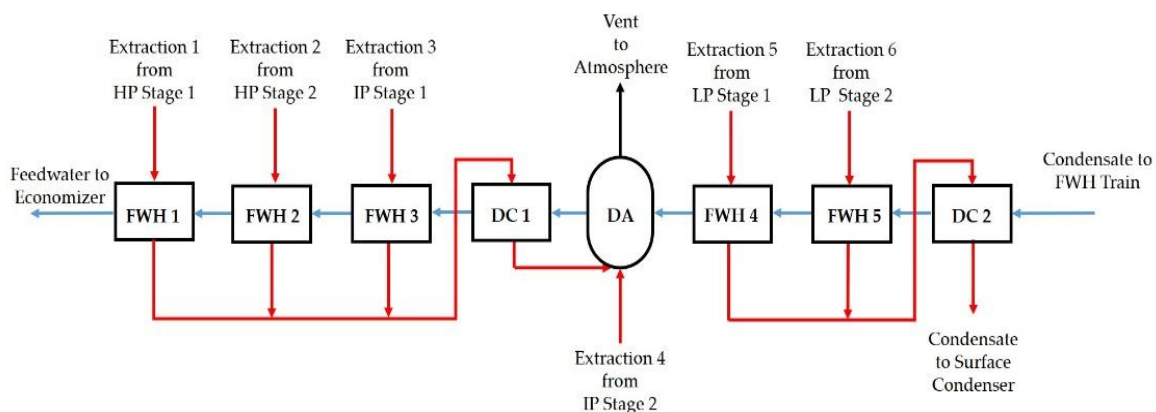 Extraction 1
from
HP Stage 1
Extraction 2
from
HP Stage 2
Extraction 3
from
IP Stage 1
Vent
to
Atmosphere
Extraction 5
from
LP Stage 1
Extraction 6
from
LP Stage 2
Feedwater to
Economizer
Condensate to
FWH Train
FWH 1
FWH 2
FWH 3
DC 1
DA
FWH 4
FWH 5
DC 2
Extraction 4
from
IP Stage 2
Condensate
to Surface
Condenser